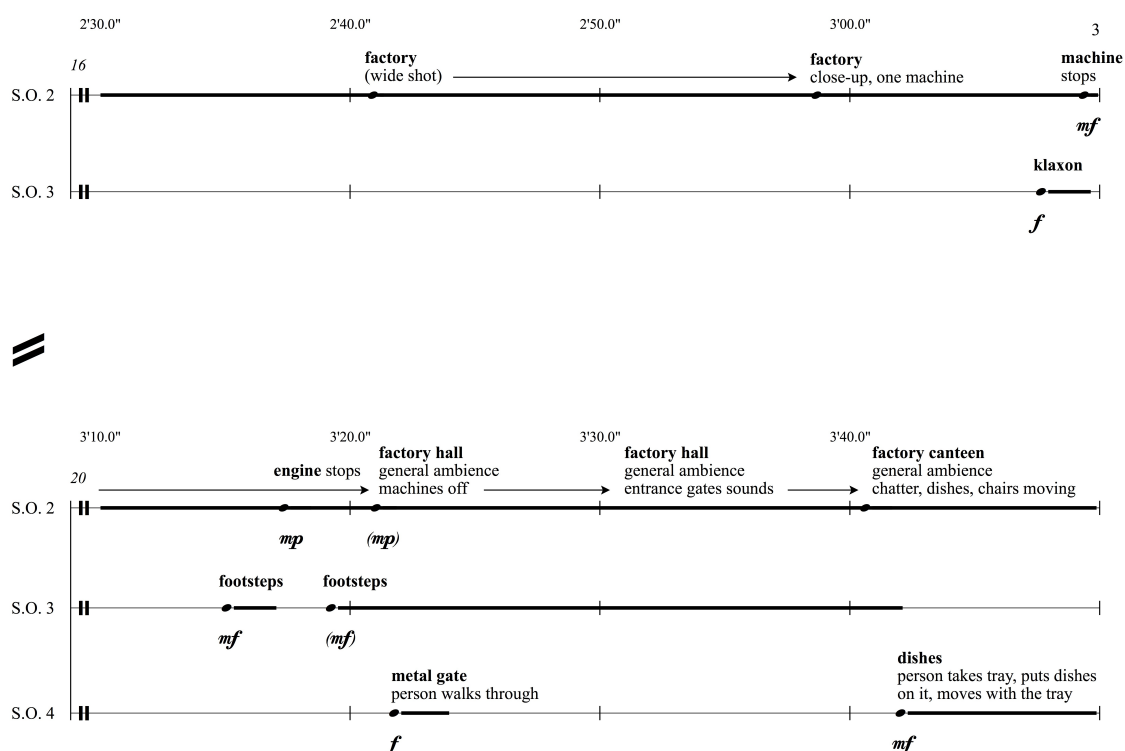 2'30.0" 2'40.0" 2'50.0" 3'00.0" 3
16
factory
(wide shot)
factory
close-up, one machine
machine
stops
S.O. 2
mf
klaxon
S.O. 3
f
3'10.0" 3'20.0" 3'30.0" 3'40.0"
20
engine stops
factory hall
general ambience
machines off
factory hall
general ambience
entrance gates sounds
factory canteen
general ambience
chatter, dishes, chairs moving
S.O. 2
mp (mp)
footsteps footsteps
S.O. 3
mf (mf)
metal gate
person walks through
dishes
person takes tray, puts dishes
on it, moves with the tray
S.O. 4
f mf